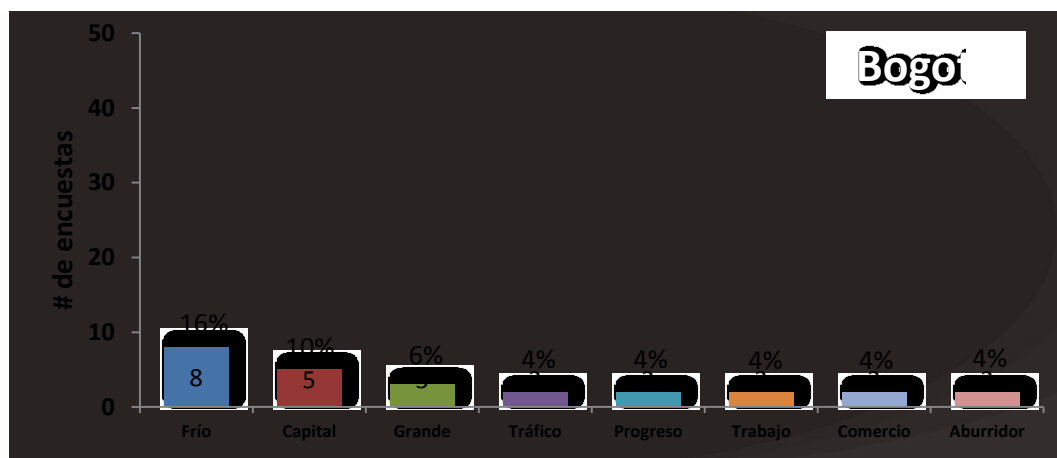 Bogot
# de encuestas
50
40
30
20
10
0
16%
10%
6%
4%
4%
4%
4%
4%
8
5
3
Frío
Capital
Grande
Tráfico
Progreso
Trabajo
Comercio
Aburridor